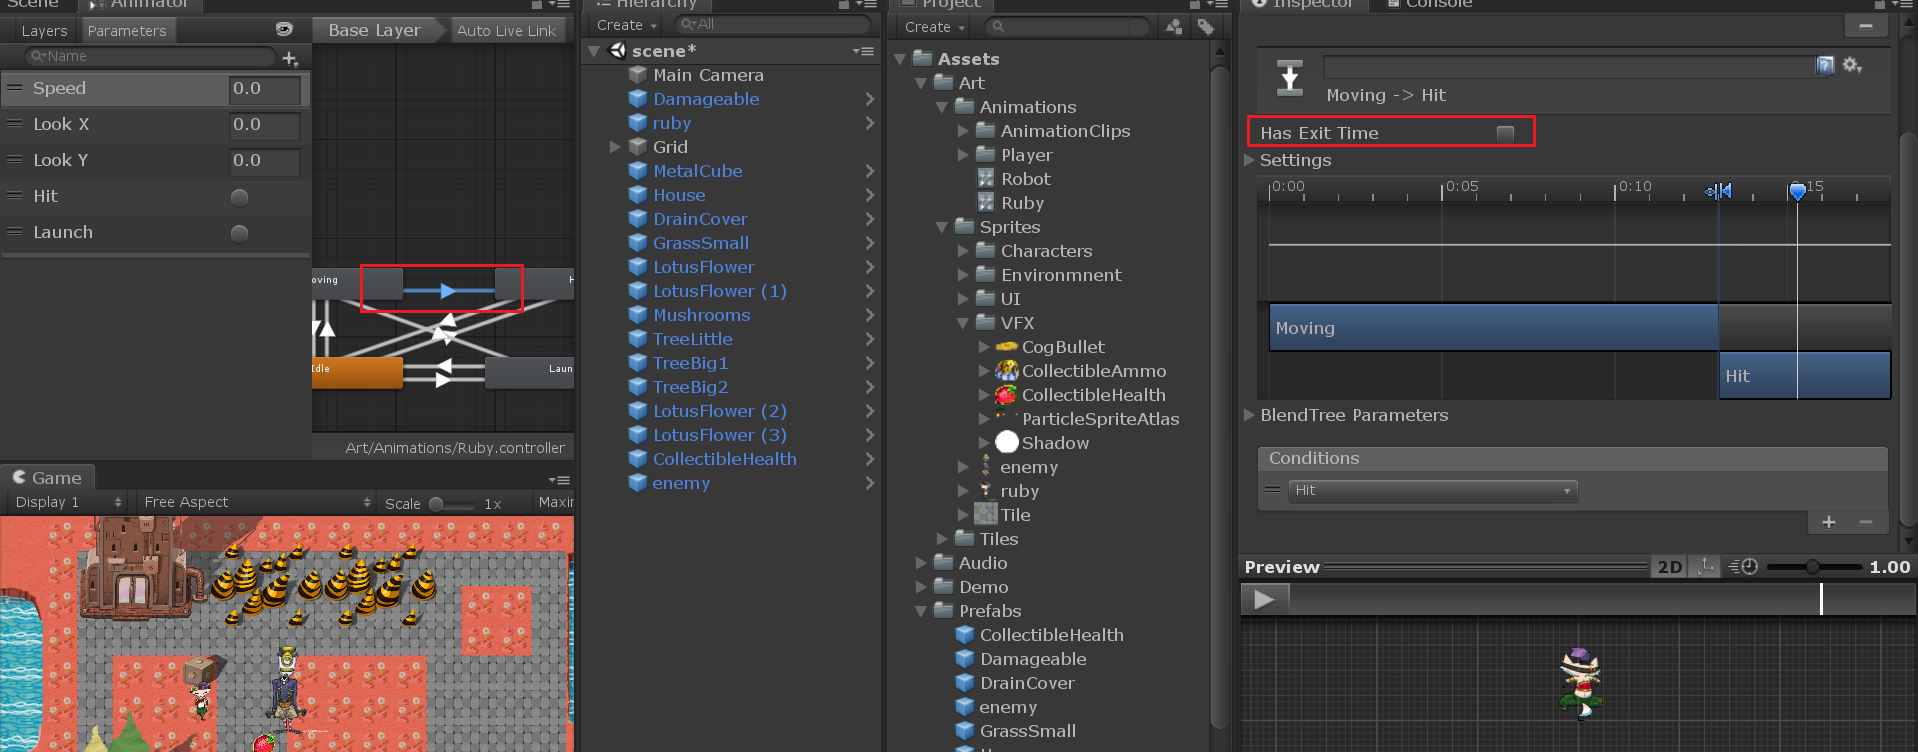 Scene
Animator
Layers
Parameters
Base Layer
Auto Live Link
Name
Speed
0.0
Look X
0.0
Look Y
0.0
Hit
Launch
oving
H
Idle
Laun
Art/Animations/Ruby.controller
Game
Display 1
Free Aspect
Scale
1x
Maxin
Hierarchy
Create
All
scene*
Main Camera
Damageable
ruby
Grid
MetalCube
House
DrainCover
GrassSmall
LotusFlower
LotusFlower (1)
Mushrooms
TreeLittle
TreeBig1
TreeBig2
LotusFlower (2)
LotusFlower (3)
CollectibleHealth
enemy
Project
Create
Assets
Art
Animations
AnimationClips
Player
Robot
Ruby
Sprites
Characters
Environmnent
UI
VFX
CogBullet
CollectibleAmmo
CollectibleHealth
ParticleSpriteAtlas
Shadow
enemy
ruby
Tile
Tiles
Audio
Demo
Prefabs
CollectibleHealth
Damageable
DrainCover
enemy
GrassSmall
Inspector
Console
Moving -> Hit
Has Exit Time
Settings
0:00
0:05
0:10
0:15
Moving
Hit
BlendTree Parameters
Conditions
Hit
Preview
2D
1.00